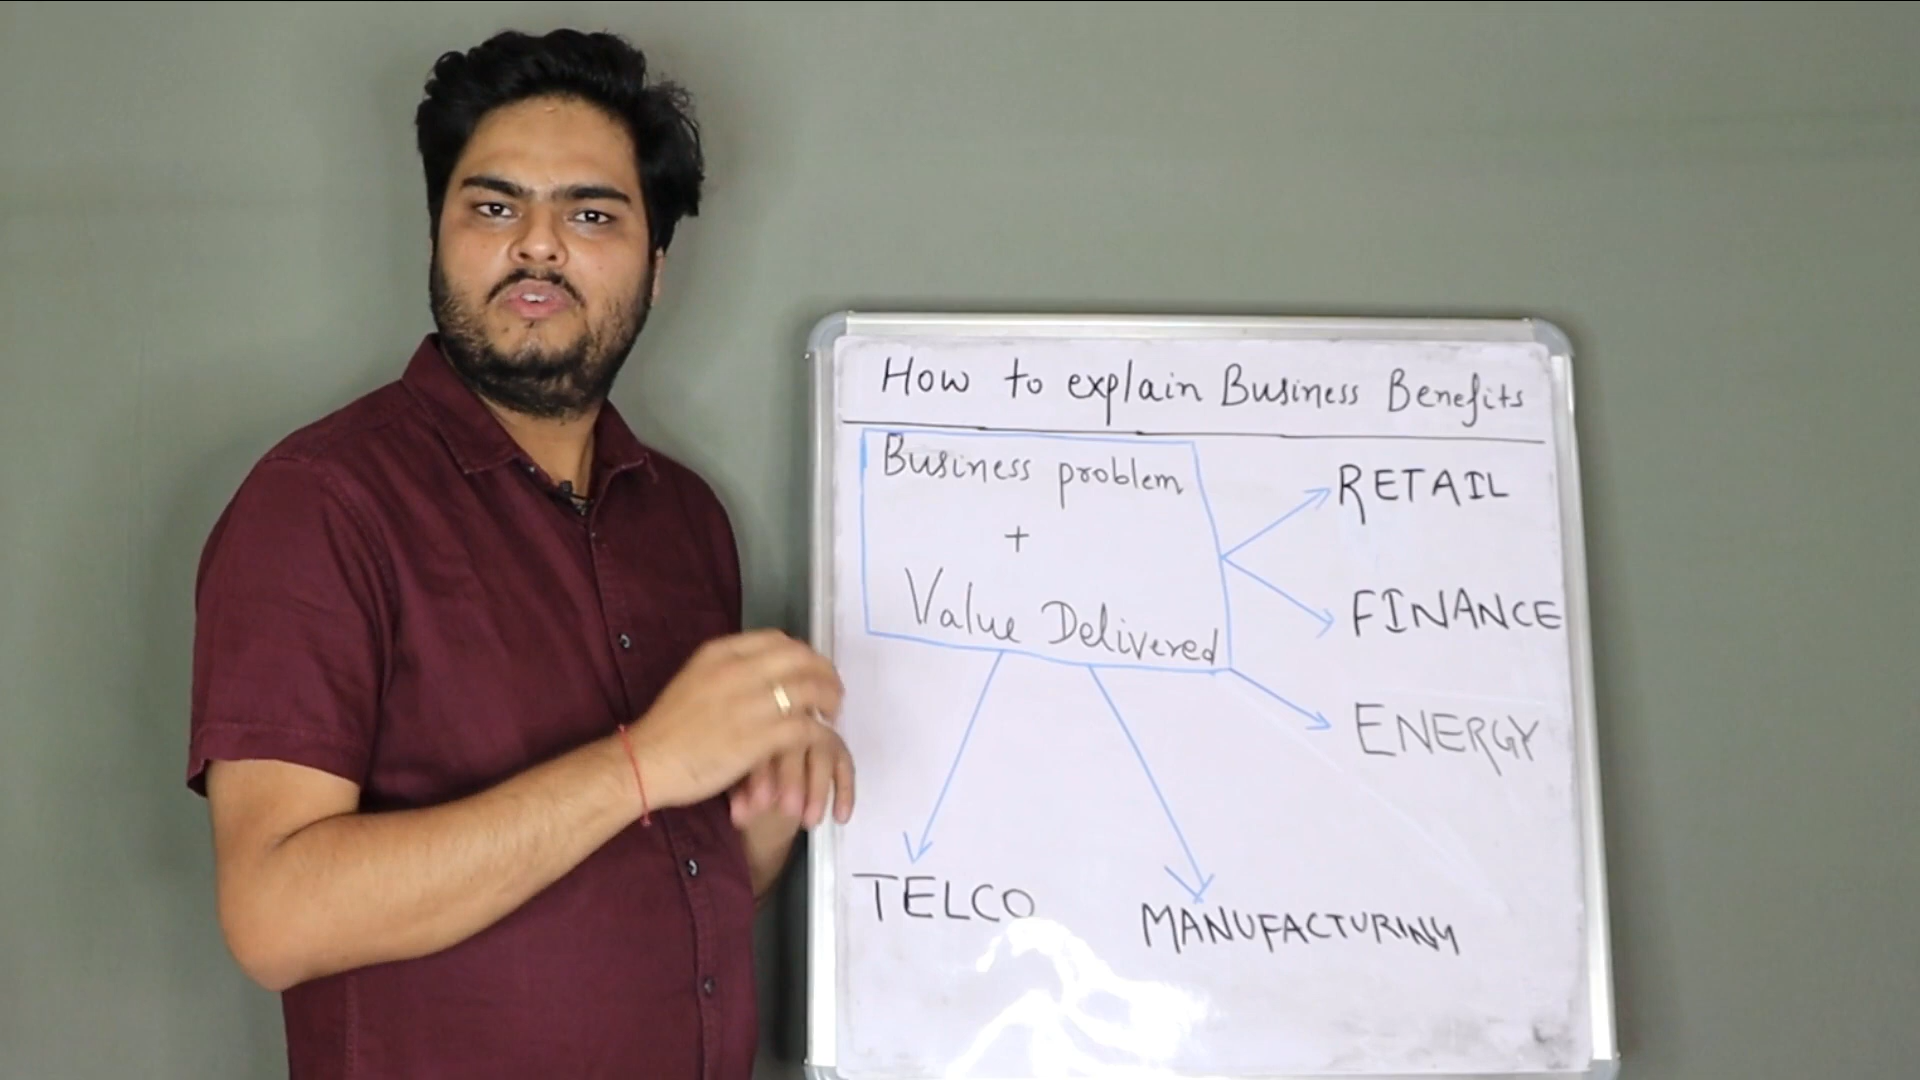 How to explain Business Benefits
Business problem
+
Value Delivered
RETAIL
FINANCE
ENERGY
TELCO
MANUFACTURING